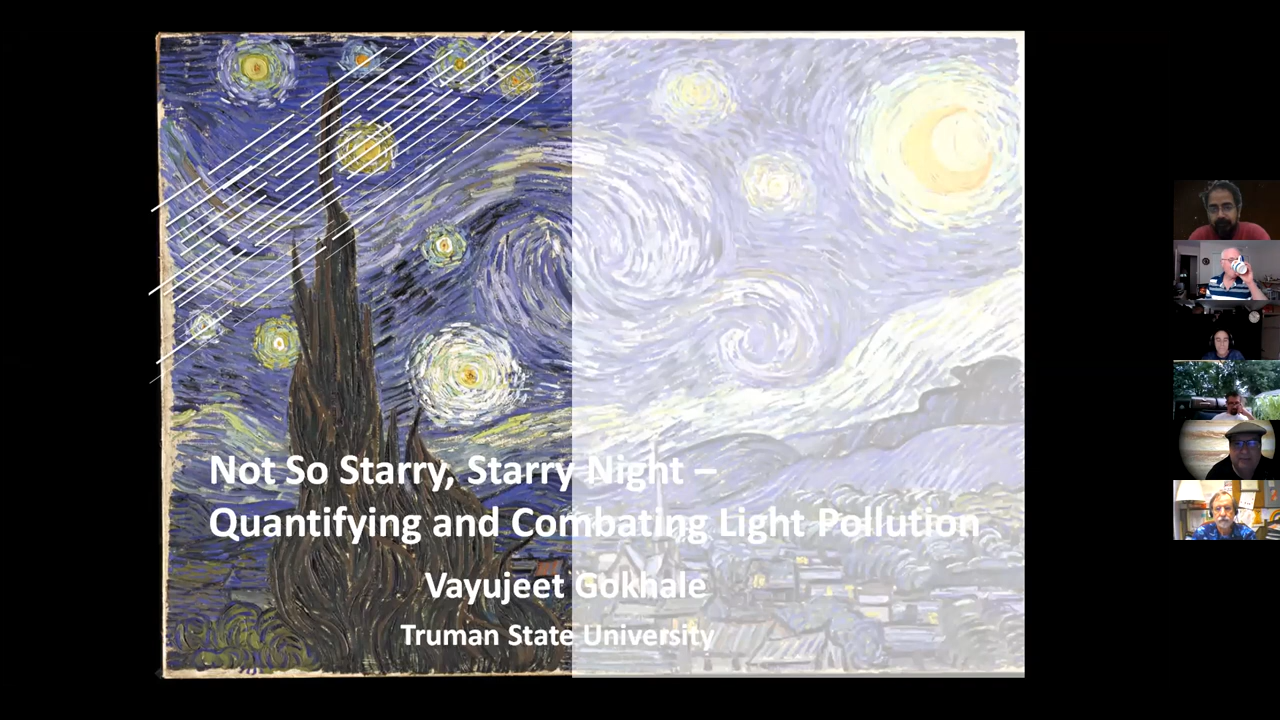 Not So Starry, Starry Night –
Quantifying and Combating Light Pollution
Vayujeet Gokhale
Truman State University